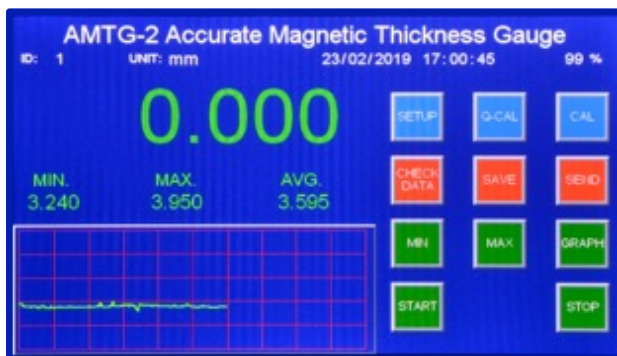 AMTG-2 Accurate Magnetic Thickness Gauge
ID: 1 UNIT: mm 23/02/2019 17:00:45 99 %
0.000
MIN. MAX. AVG.
3.240 3.950 3.595
SETUP Q-CAL CAL
CHECK DATA SAVE SEND
MIN MAX GRAPH
START STOP